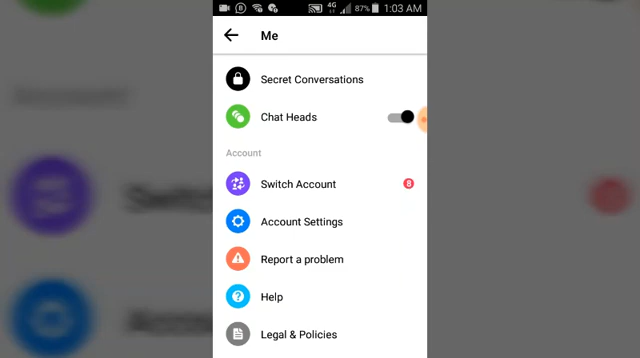 4G 87% 1:03 AM
Me
Secret Conversations
Chat Heads
Account
Switch Account 8
Account Settings
Report a problem
Help
Legal & Policies